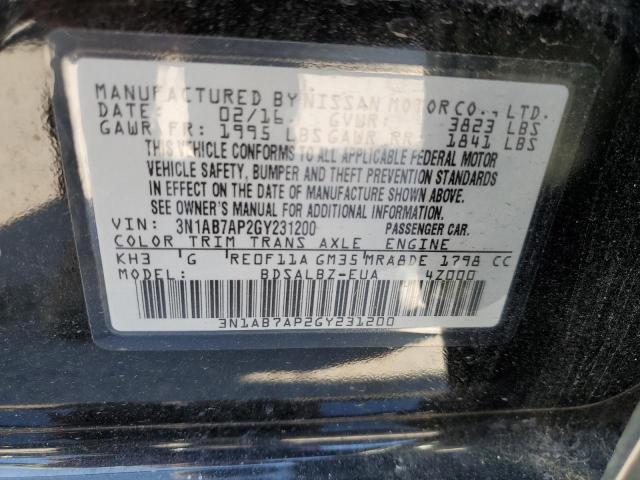 MANUFACTURED BY NISSAN MOTOR CO., LTD.
DATE: 02/16 GVWR: 3823 LBS
GAWR FR: 1995 LBS GAWR RR: 1841 LBS
THIS VEHICLE CONFORMS TO ALL APPLICABLE FEDERAL MOTOR
VEHICLE SAFETY, BUMPER AND THEFT PREVENTION STANDARDS
IN EFFECT ON THE DATE OF MANUFACTURE SHOWN ABOVE.
SEE OWNER'S MANUAL FOR ADDITIONAL INFORMATION.
VIN: 3N1AB7AP2GY231200 PASSENGER CAR.
COLOR TRIM TRANS AXLE ENGINE
KH3 G RE0F11A GM35 MRA8DE 1798 CC
BDSALBZ-EUA 4Z000
3N1AB7AP2GY231200